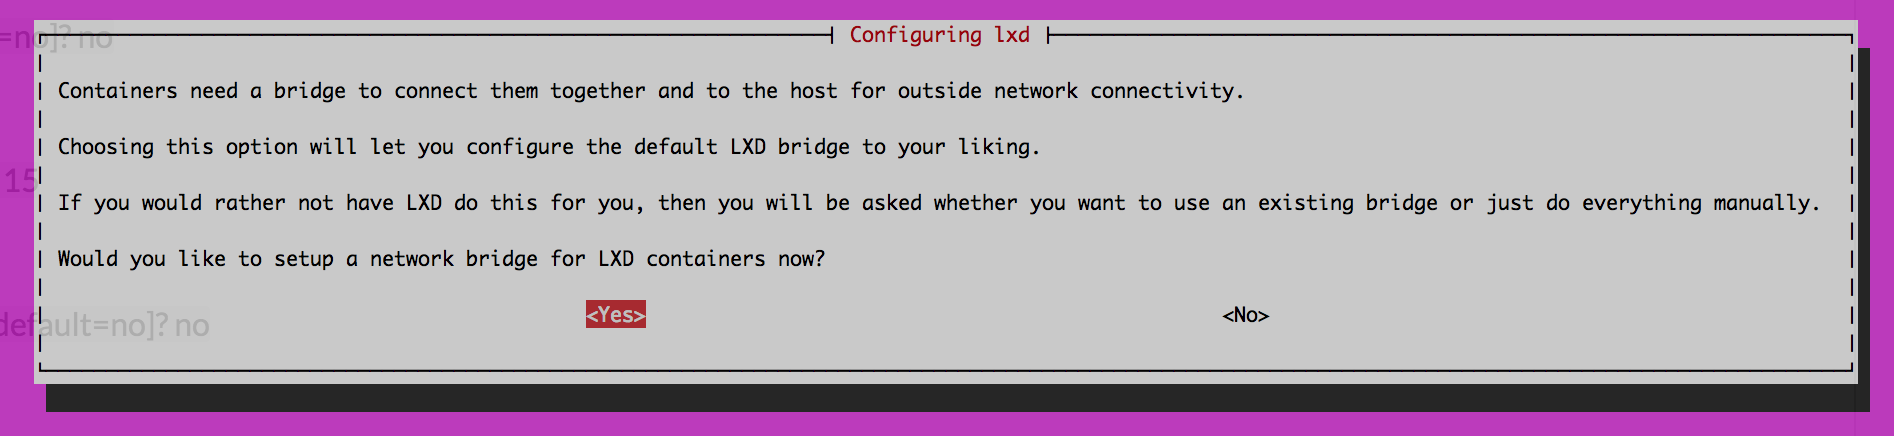 =no]? no
Configuring lxd
Containers need a bridge to connect them together and to the host for outside network connectivity.
Choosing this option will let you configure the default LXD bridge to your liking.
15
If you would rather not have LXD do this for you, then you will be asked whether you want to use an existing bridge or just do everything manually.
Would you like to setup a network bridge for LXD containers now?
<Yes> <No>
default=no]? no